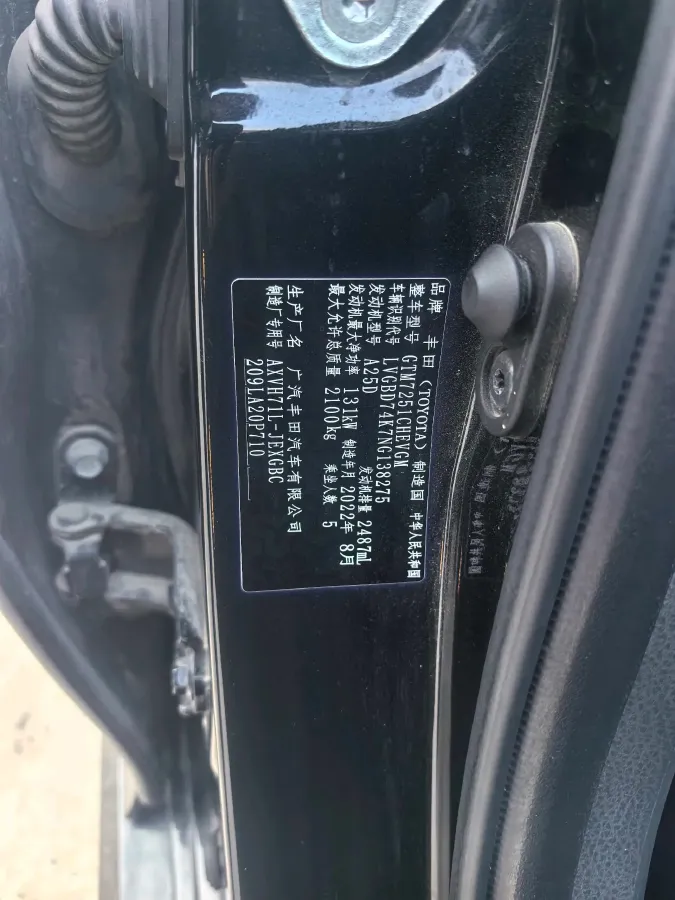 品牌 丰田（TOYOTA） 制造国 中华人民共和国
整车型号 GTM7251CHEVGM
车辆识别代号 LVGBD74K7NG138275
发动机型号 A25D 发动机排量 2487mL
发动机最大净功率 131kW 制造年月 2022年 8月
最大允许总质量 2100kg 乘坐人数 5
生产厂名 广汽丰田汽车有限公司
制造厂专用号 AXVH71L-JEXGBC
209LA20P710